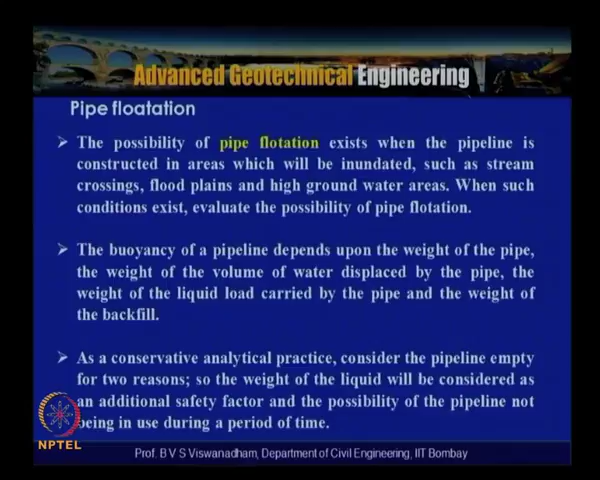 Advanced Geotechnical Engineering
Pipe floatation
➢ The possibility of pipe flotation exists when the pipeline is
constructed in areas which will be inundated, such as stream
crossings, flood plains and high ground water areas. When such
conditions exist, evaluate the possibility of pipe flotation.
➢ The buoyancy of a pipeline depends upon the weight of the pipe,
the weight of the volume of water displaced by the pipe, the
weight of the liquid load carried by the pipe and the weight of
the backfill.
➢ As a conservative analytical practice, consider the pipeline empty
for two reasons; so the weight of the liquid will be considered as
an additional safety factor and the possibility of the pipeline not
being in use during a period of time.
NPTEL
Prof. B V S Viswanadham, Department of Civil Engineering, IIT Bombay